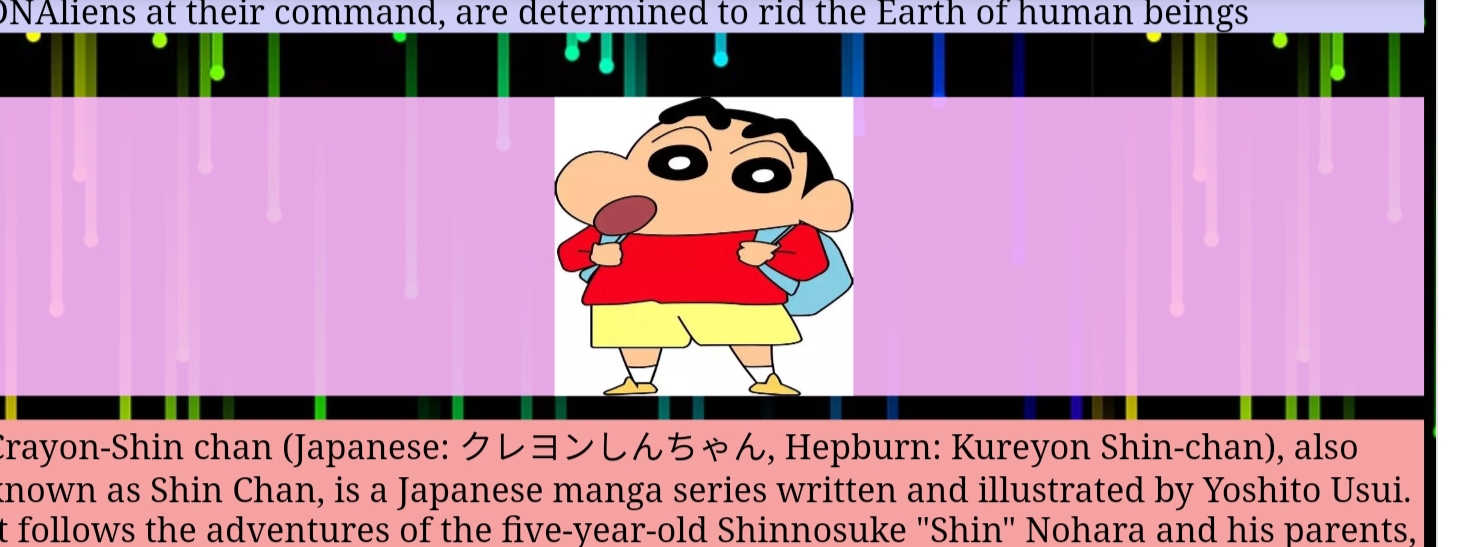 DNAliens at their command, are determined to rid the Earth of human beings
Crayon-Shin chan (Japanese: クレヨンしんちゃん, Hepburn: Kureyon Shin-chan), also
known as Shin Chan, is a Japanese manga series written and illustrated by Yoshito Usui.
It follows the adventures of the five-year-old Shinnosuke "Shin" Nohara and his parents,